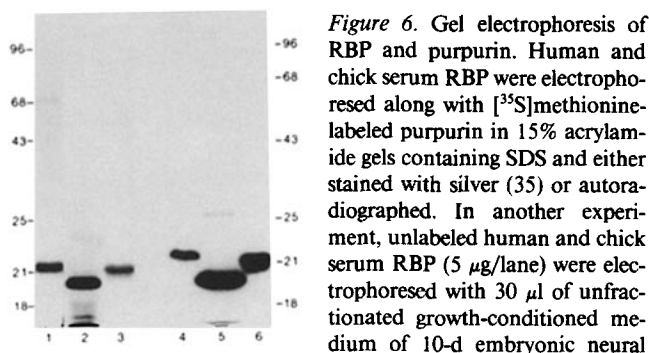 96-
68-
43-
25-
21-
18-
1 2 3 4 5 6
-96
-68
-43
-25
-21
-18
Figure 6. Gel electrophoresis of
RBP and purpurin. Human and
chick serum RBP were electropho-
resed along with [³⁵S]methionine-
labeled purpurin in 15% acrylam-
ide gels containing SDS and either
stained with silver (35) or autora-
diographed. In another experi-
ment, unlabeled human and chick
serum RBP (5 μg/lane) were elec-
trophoresed with 30 μl of unfrac-
tionated growth-conditioned me-
dium of 10-d embryonic neural